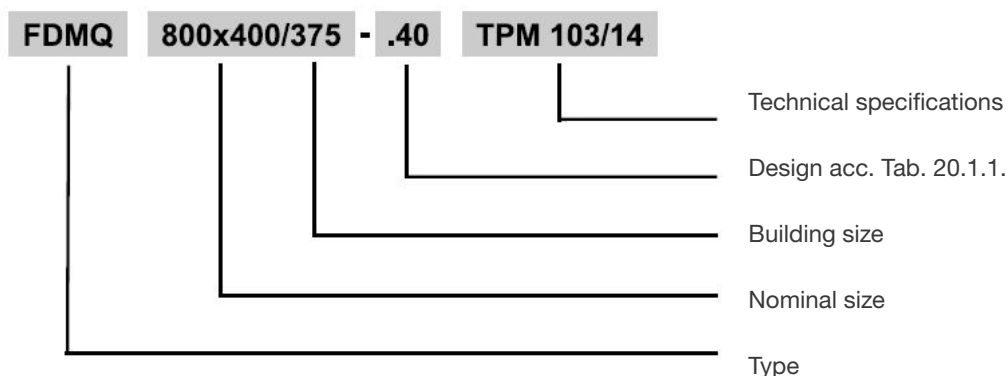 FDMQ 800x400/375 - .40 TPM 103/14
Technical specifications
Design acc. Tab. 20.1.1.
Building size
Nominal size
Type